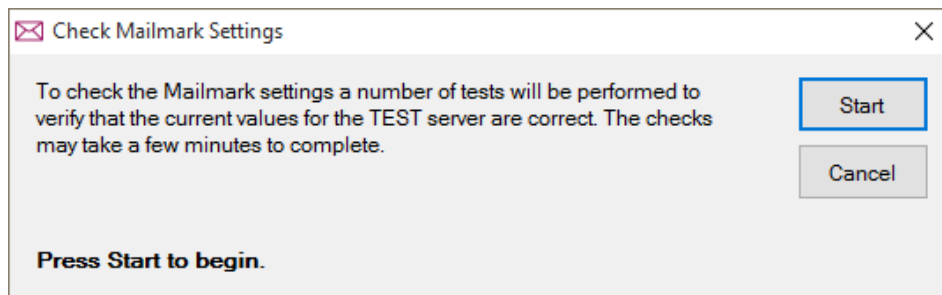 Check Mailmark Settings
To check the Mailmark settings a number of tests will be performed to
verify that the current values for the TEST server are correct. The checks
may take a few minutes to complete.
Start
Cancel
Press Start to begin.